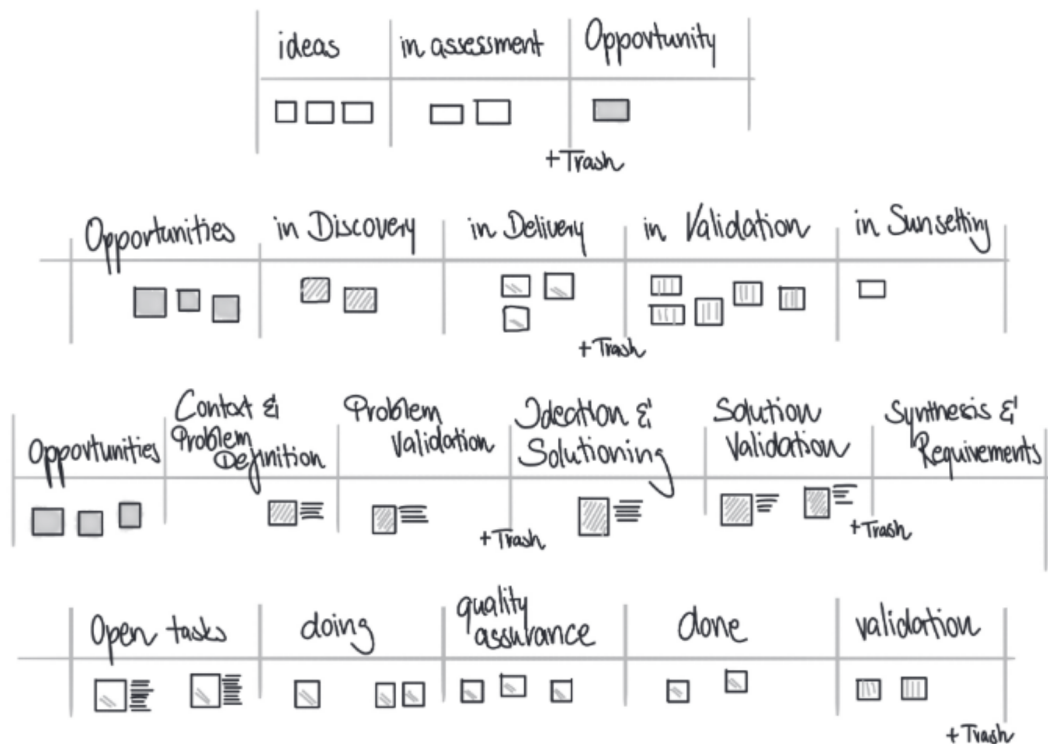 ideas
in assessment
Opportunity
+Trash
Opportunities
in Discovery
in Delivery
in Validation
in Sunsetting
+Trash
Opportunities
Context &
Problem
Definition
Problem
Validation
Ideation &
Solutioning
Solution
Validation
Synthesis &
Requirements
+Trash
+Trash
Open tasks
doing
quality
assurance
done
validation
+Trash